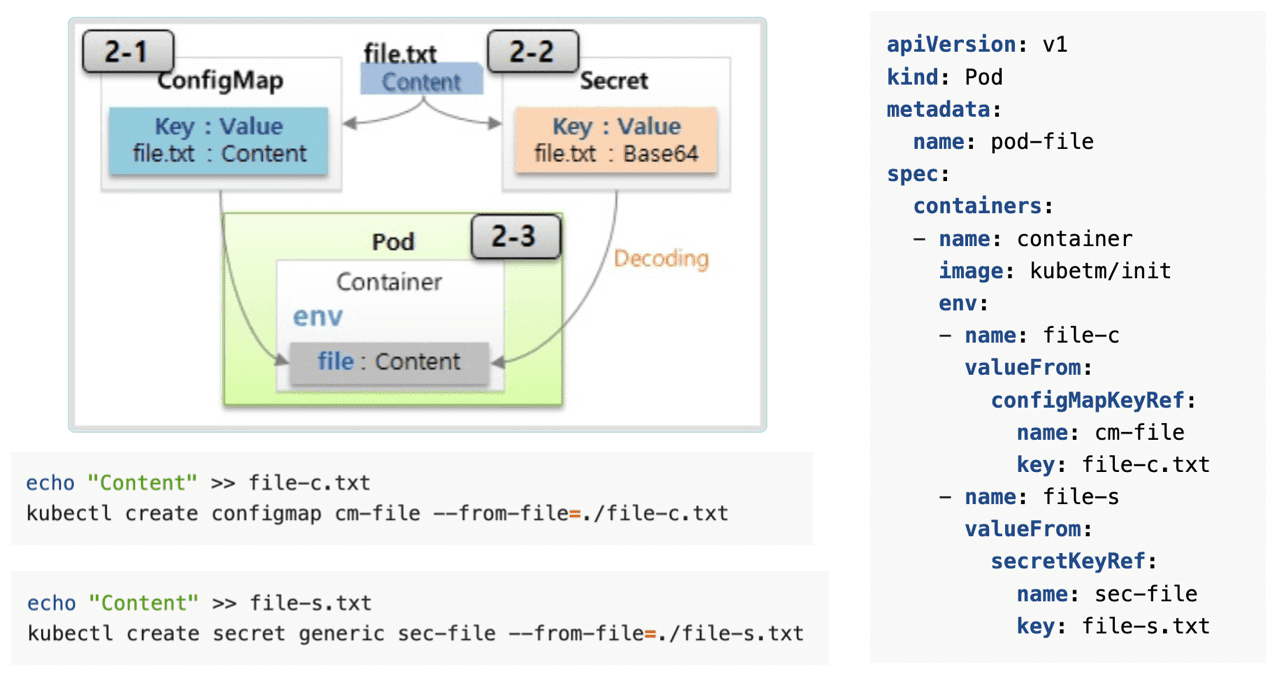 2-1
ConfigMap
Key : Value
file.txt : Content
file.txt
Content
2-2
Secret
Key : Value
file.txt : Base64
Pod
2-3
Container
env
file : Content
Decoding
echo "Content" >> file-c.txt
kubectl create configmap cm-file --from-file=./file-c.txt
echo "Content" >> file-s.txt
kubectl create secret generic sec-file --from-file=./file-s.txt
apiVersion: v1
kind: Pod
metadata:
  name: pod-file
spec:
  containers:
  - name: container
    image: kubetm/init
    env:
    - name: file-c
      valueFrom:
        configMapKeyRef:
          name: cm-file
          key: file-c.txt
    - name: file-s
      valueFrom:
        secretKeyRef:
          name: sec-file
          key: file-s.txt